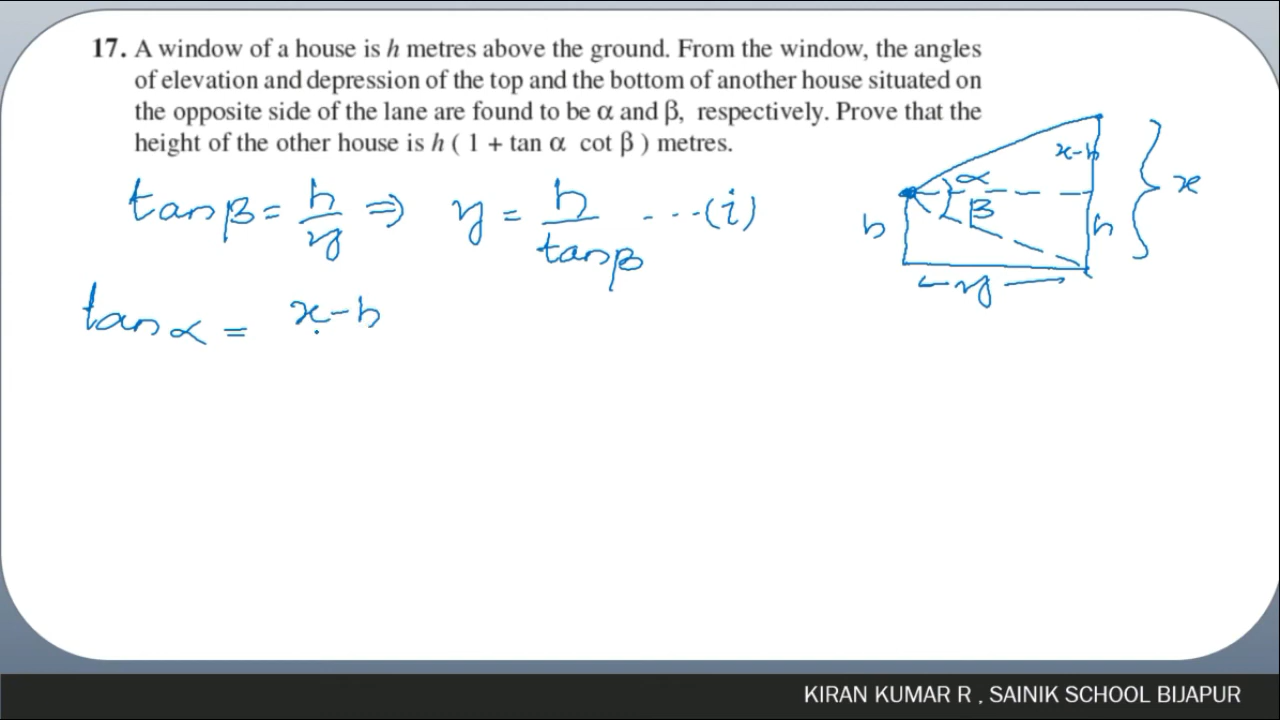 17. A window of a house is h metres above the ground. From the window, the angles
of elevation and depression of the top and the bottom of another house situated on
the opposite side of the lane are found to be α and β, respectively. Prove that the
height of the other house is h ( 1 + tan α cot β ) metres.
tanβ = h/y ⇒ y = h/tanβ ---(i)
tanα = x-h
x-h
α
β
h
h
x
y
KIRAN KUMAR R , SAINIK SCHOOL BIJAPUR